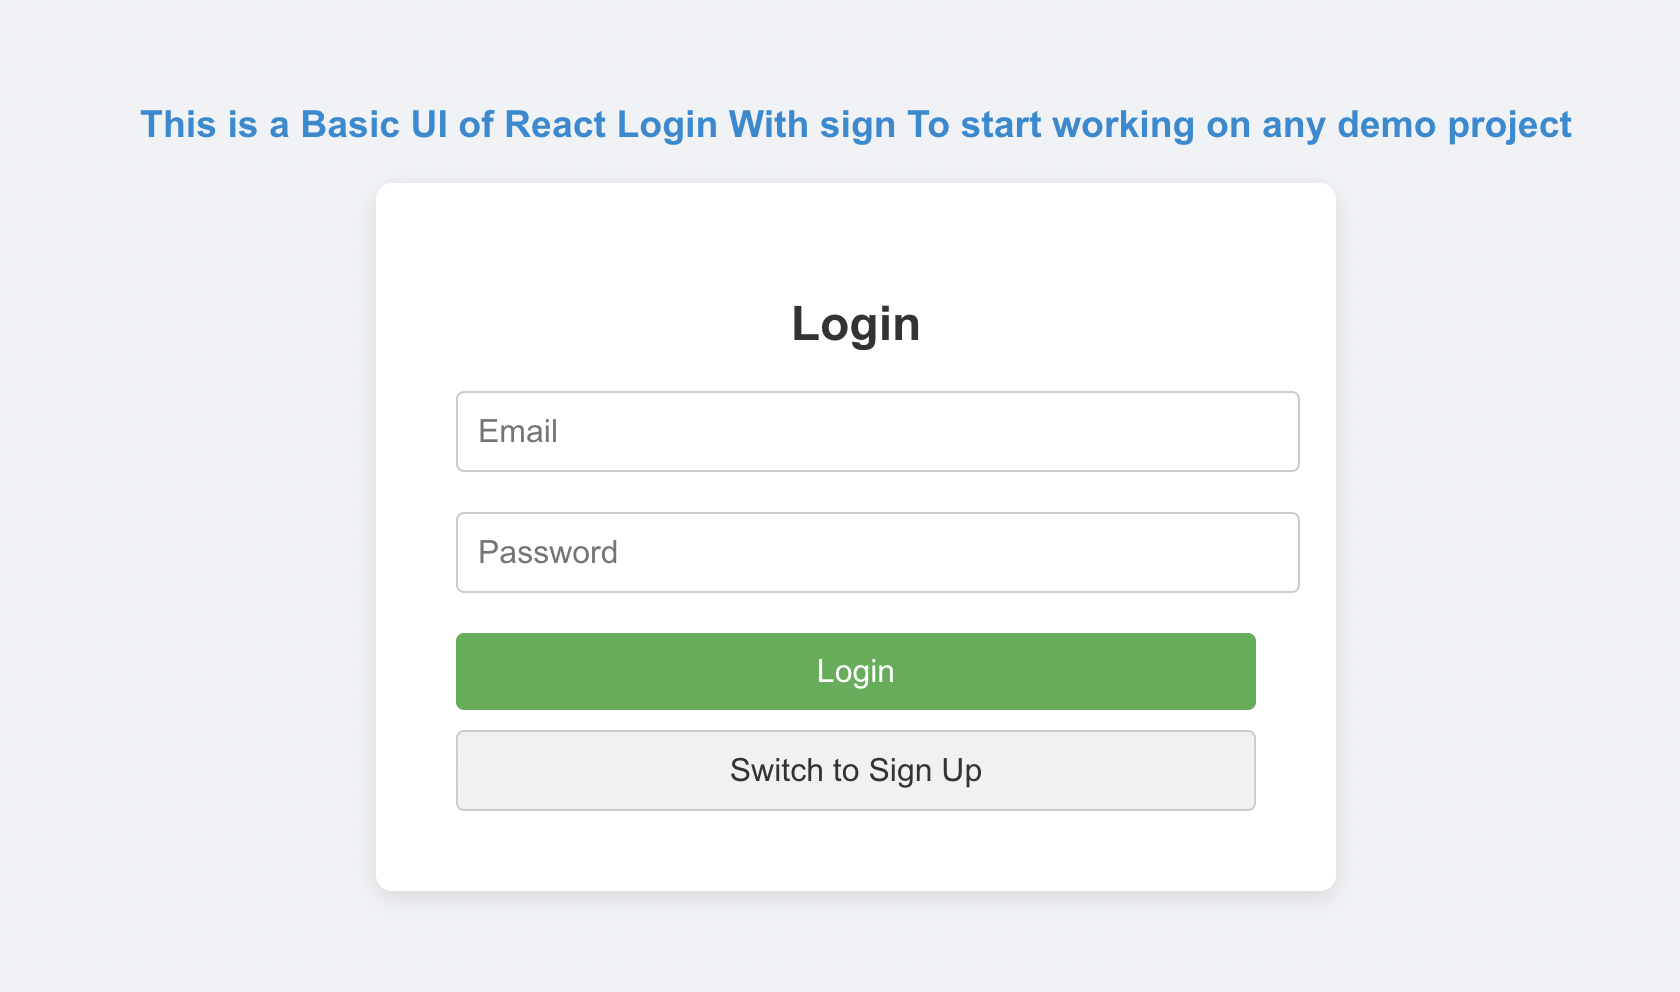 This is a Basic UI of React Login With sign To start working on any demo project
Login
Email
Password
Login
Switch to Sign Up